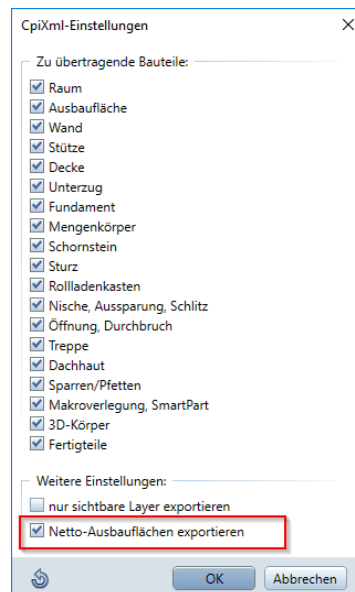 CpiXml-Einstellungen
Zu übertragende Bauteile:
Raum
Ausbaufläche
Wand
Stütze
Decke
Unterzug
Fundament
Mengenkörper
Schornstein
Sturz
Rollladenkasten
Nische, Aussparung, Schlitz
Öffnung, Durchbruch
Treppe
Dachhaut
Sparren/Pfetten
Makroverlegung, SmartPart
3D-Körper
Fertigteile
Weitere Einstellungen:
nur sichtbare Layer exportieren
Netto-Ausbauflächen exportieren
OK Abbrechen